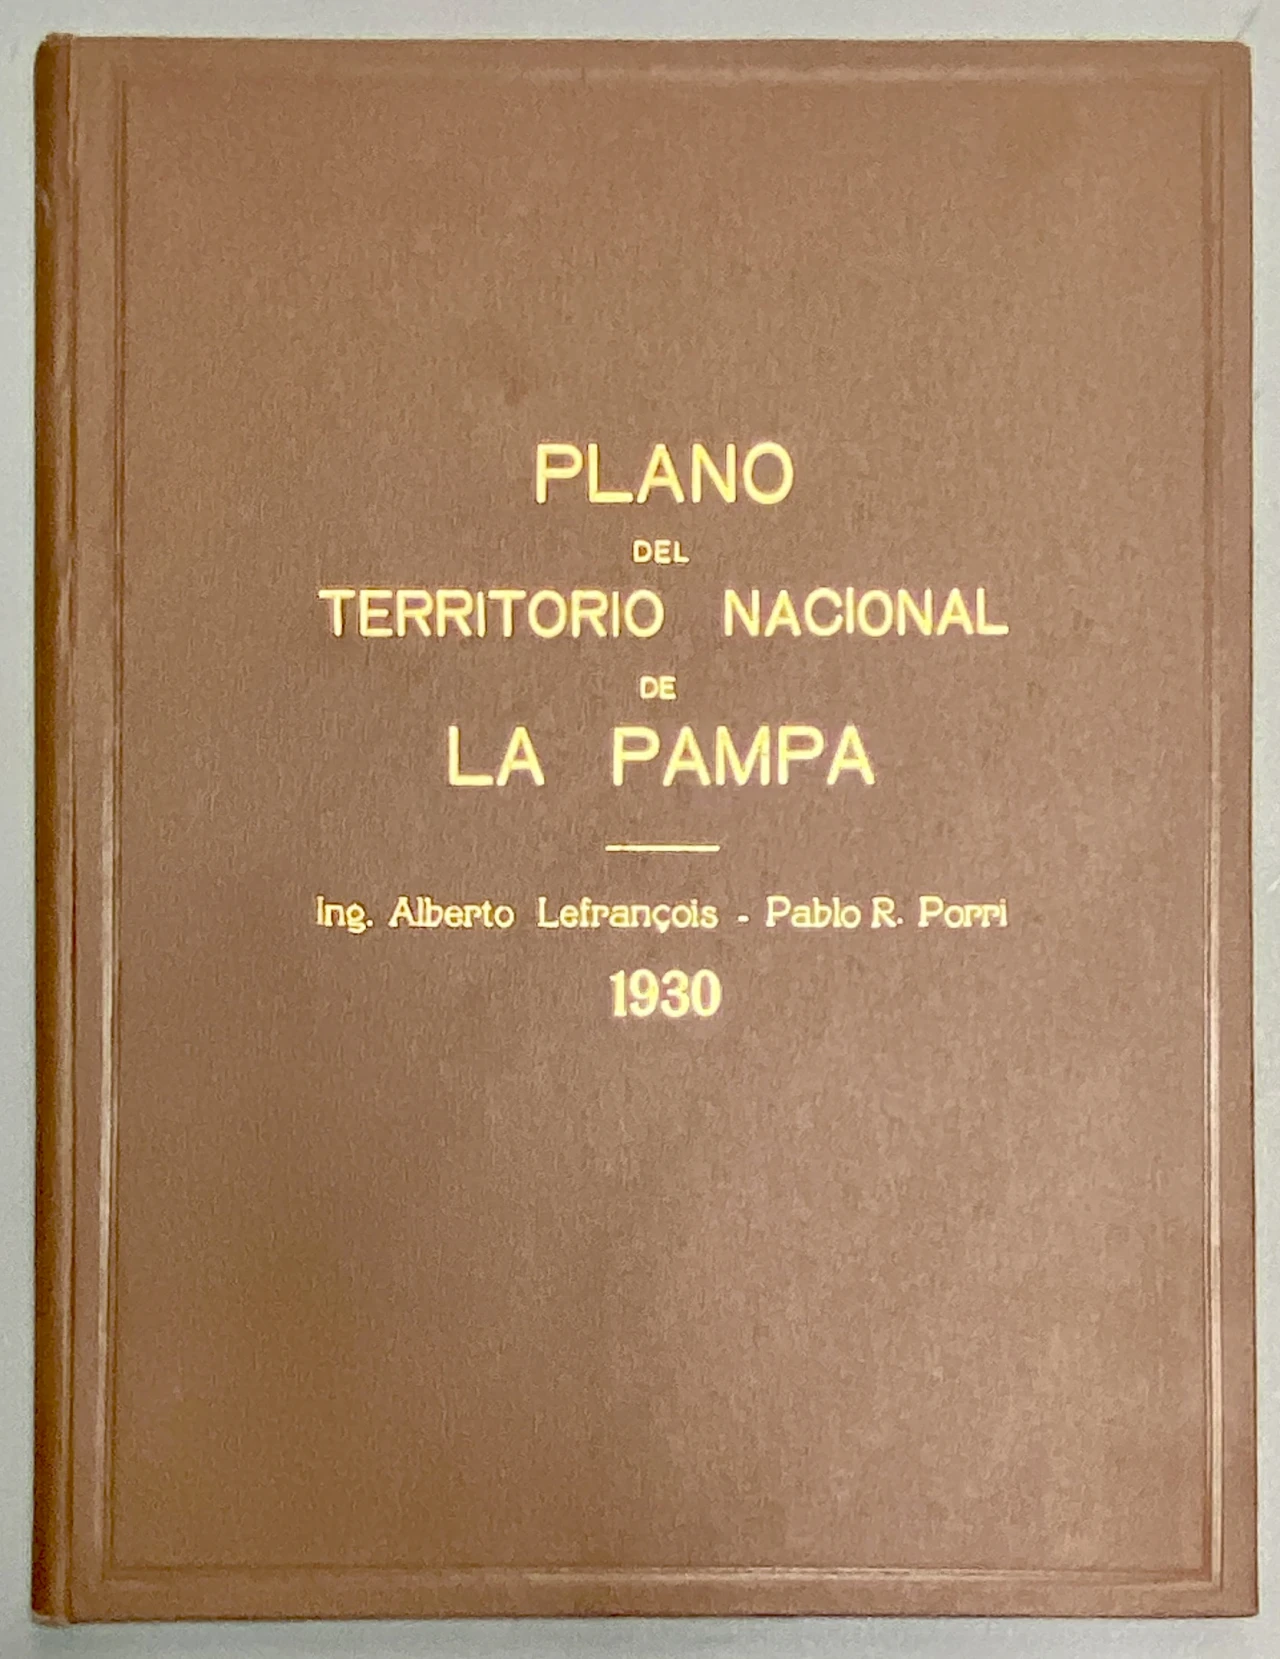 PLANO
DEL
TERRITORIO NACIONAL
DE
LA PAMPA
Ing. Alberto Lefrançois - Pablo R. Porri
1930